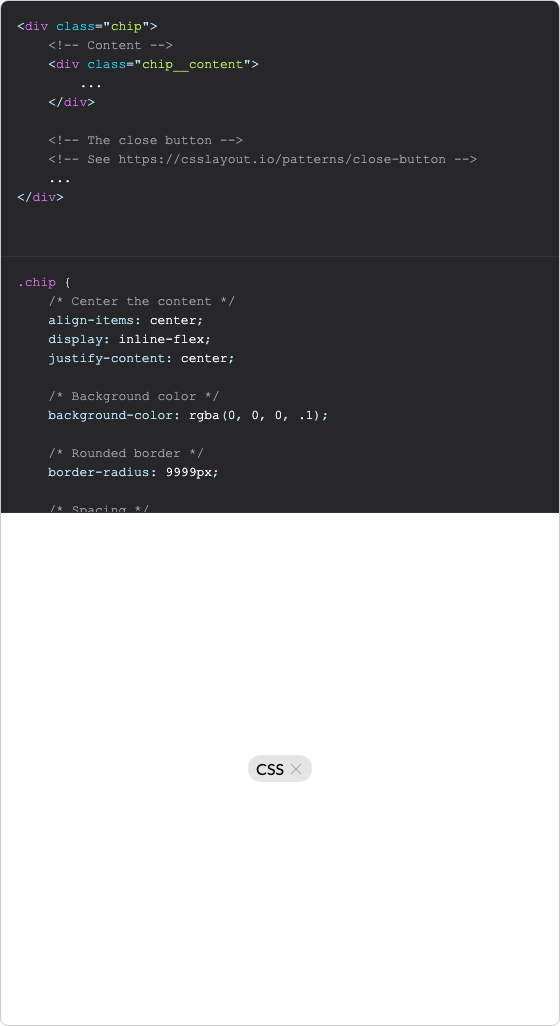 <div class="chip">
    <!-- Content -->
    <div class="chip__content">
        ...
    </div>

    <!-- The close button -->
    <!-- See https://csslayout.io/patterns/close-button -->
    ...
</div>
.chip {
    /* Center the content */
    align-items: center;
    display: inline-flex;
    justify-content: center;

    /* Background color */
    background-color: rgba(0, 0, 0, .1);

    /* Rounded border */
    border-radius: 9999px;

    /* Spacing */
CSS